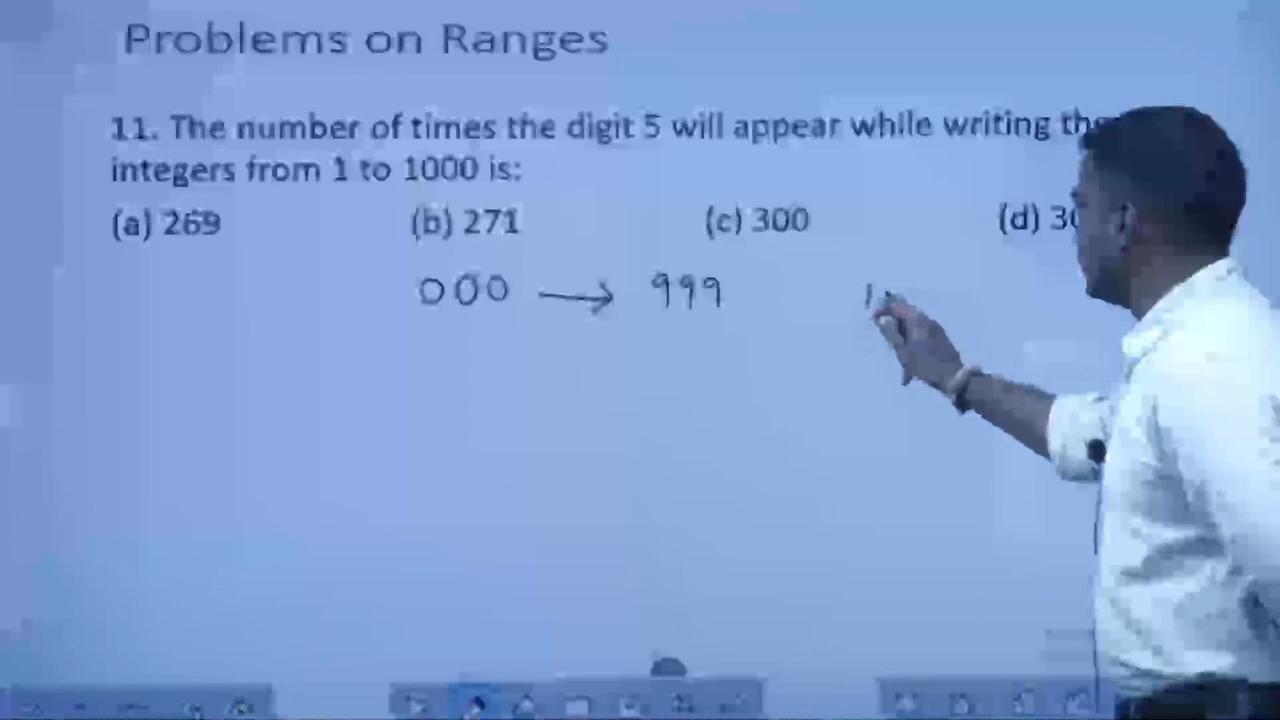 Problems on Ranges
11. The number of times the digit 5 will appear while writing
integers from 1 to 1000 is:
(a) 269 (b) 271 (c) 300 (d)
000 → 999